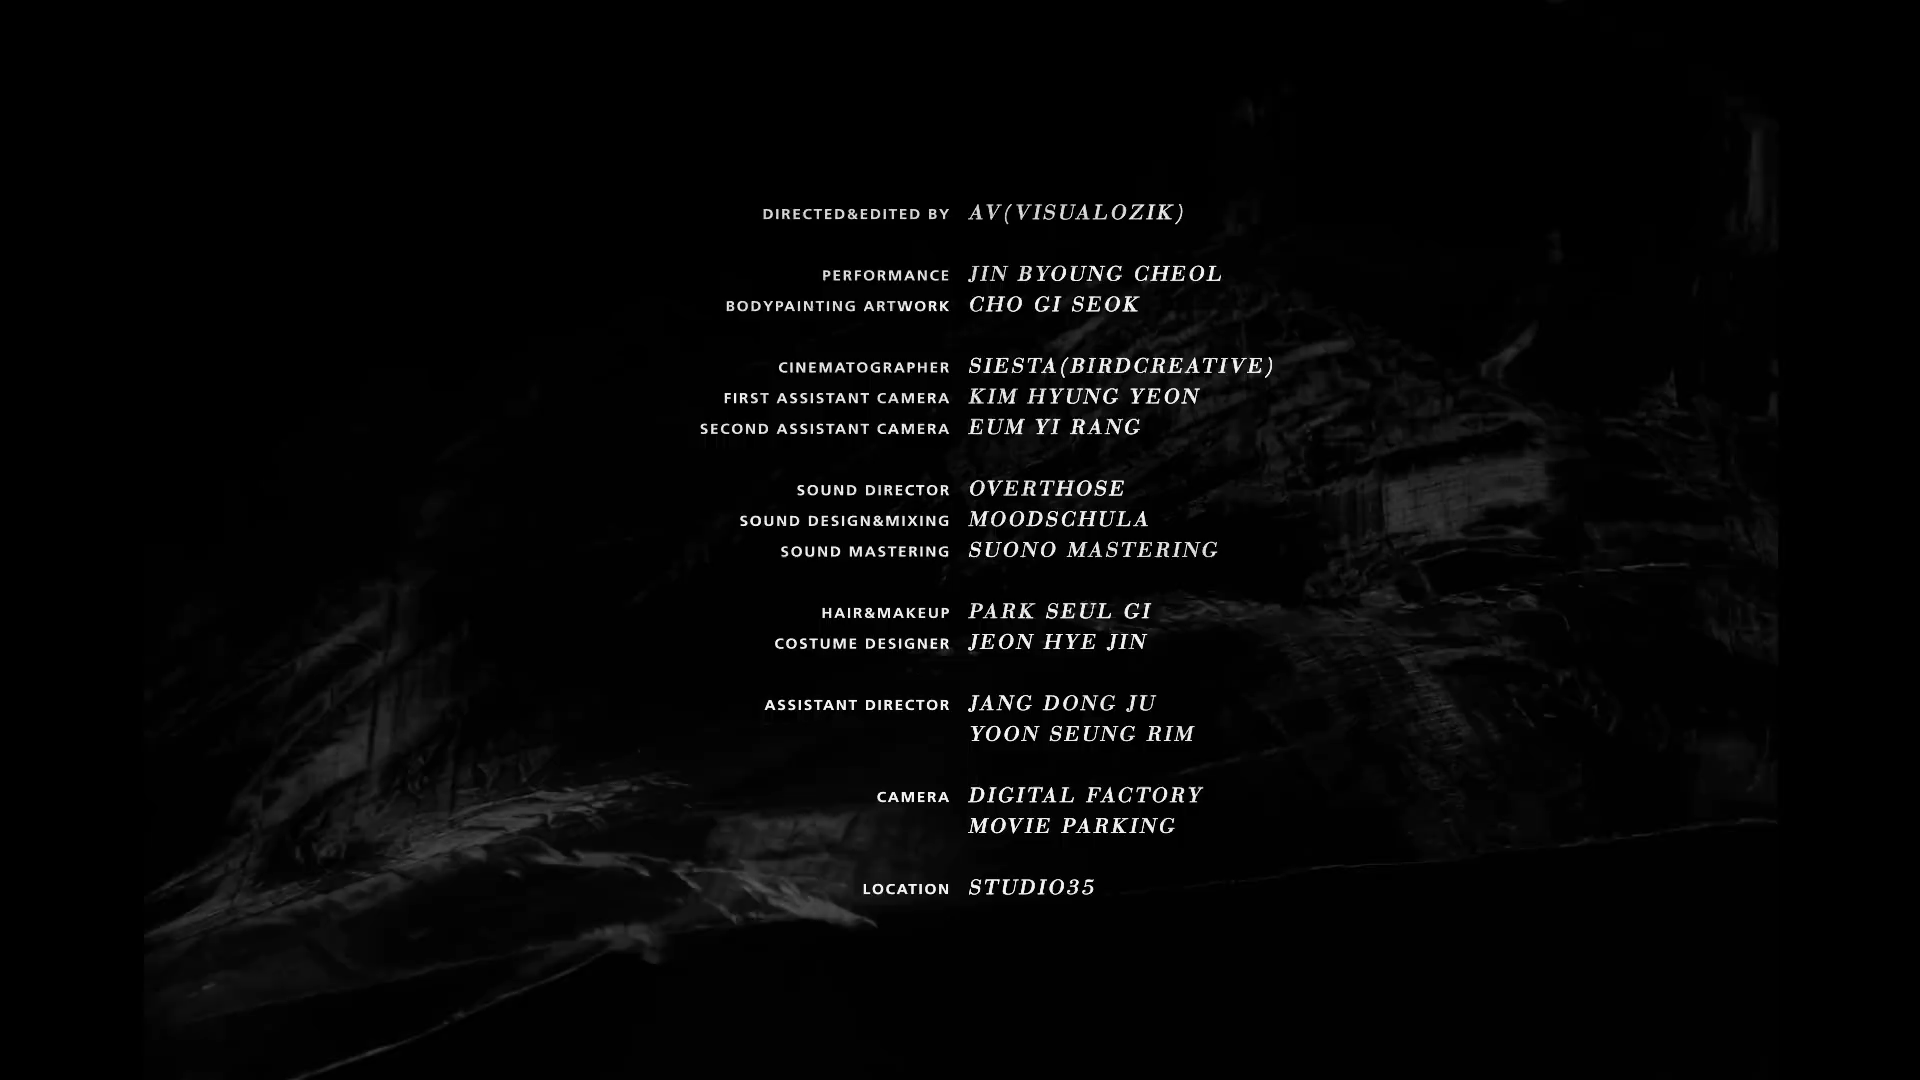 DIRECTED&EDITED BY AV(VISUALOZIK)
PERFORMANCE JIN BYOUNG CHEOL
BODYPAINTING ARTWORK CHO GI SEOK
CINEMATOGRAPHER SIESTA(BIRDCREATIVE)
FIRST ASSISTANT CAMERA KIM HYUNG YEON
SECOND ASSISTANT CAMERA EUM YI RANG
SOUND DIRECTOR OVERTHOSE
SOUND DESIGN&MIXING MOODSCHULA
SOUND MASTERING SUONO MASTERING
HAIR&MAKEUP PARK SEUL GI
COSTUME DESIGNER JEON HYE JIN
ASSISTANT DIRECTOR JANG DONG JU
YOON SEUNG RIM
CAMERA DIGITAL FACTORY
MOVIE PARKING
LOCATION STUDIO35